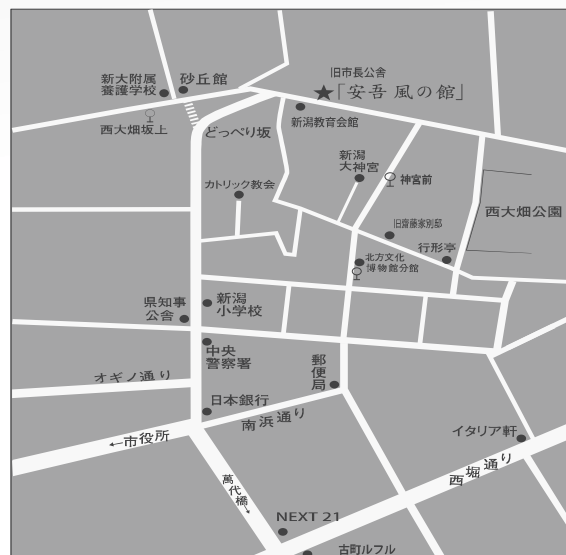 旧市長公舎
★「安吾 風の館」
砂丘館
新大附属
養護学校
西大畑坂上
どっぺり坂
新潟教育会館
新潟
大神宮
神宮前
カトリック教会
西大畑公園
旧齋藤家別邸
行形亭
北方文化
博物館分館
県知事
公舎
新潟
小学校
中央
警察署
郵便局
オギノ通り
日本銀行
南浜通り
←市役所
イタリア軒
西堀通り
萬代橋→
NEXT 21
古町ルフル